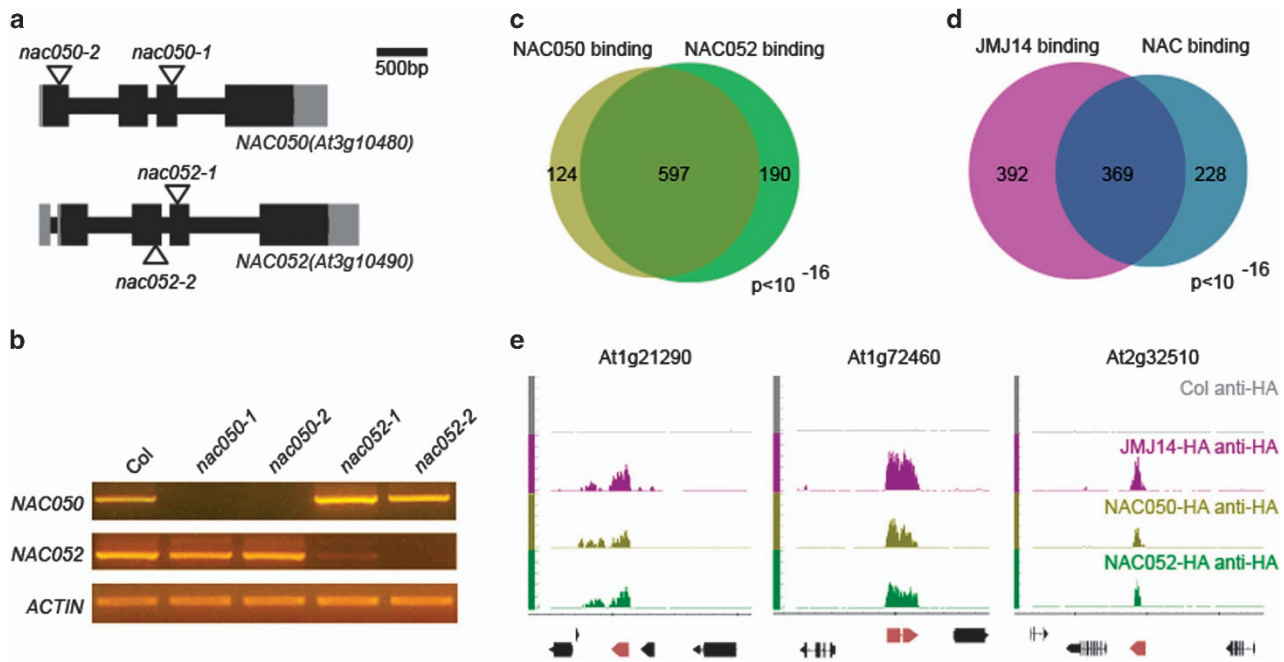 a
nac050-2
nac050-1
500bp
NAC050(At3g10480)
nac052-1
NAC052(At3g10490)
nac052-2
b
Col
nac050-1
nac050-2
nac052-1
nac052-2
NAC050
NAC052
ACTIN
c
NAC050 binding
NAC052 binding
124
597
190
p<10 -16
d
JMJ14 binding
NAC binding
392
369
228
p<10 -16
e
At1g21290
At1g72460
At2g32510
Col anti-HA
JMJ14-HA anti-HA
NAC050-HA anti-HA
NAC052-HA anti-HA